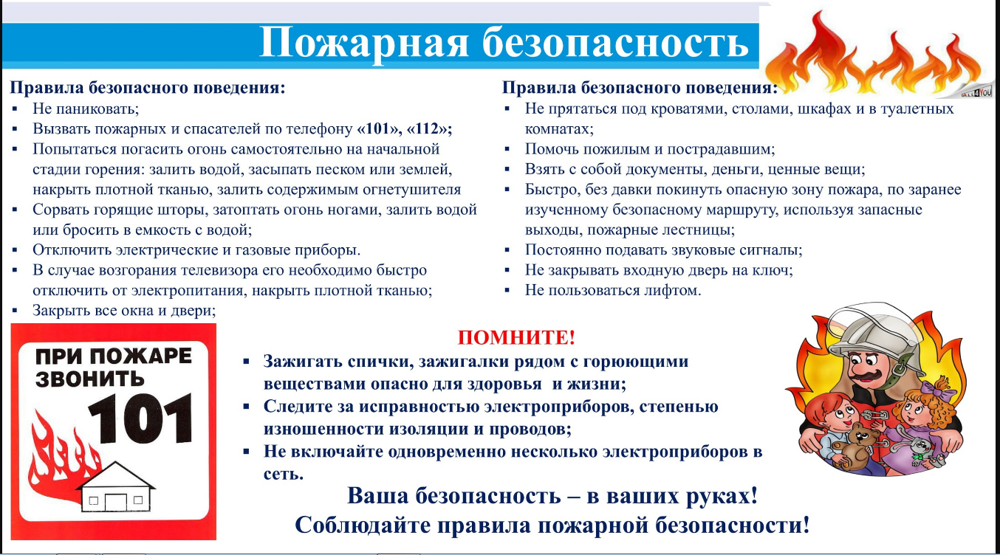 Пожарная безопасность
Правила безопасного поведения:
▪ Не паниковать;
▪ Вызвать пожарных и спасателей по телефону «101», «112»;
▪ Попытаться погасить огонь самостоятельно на начальной
стадии горения: залить водой, засыпать песком или землей,
накрыть плотной тканью, залить содержимым огнетушителя
▪ Сорвать горящие шторы, затоптать огонь ногами, залить водой
или бросить в емкость с водой;
▪ Отключить электрические и газовые приборы.
▪ В случае возгорания телевизора его необходимо быстро
отключить от электропитания, накрыть плотной тканью;
▪ Закрыть все окна и двери;
Правила безопасного поведения:
▪ Не прятаться под кроватями, столами, шкафах и в туалетных
комнатах;
▪ Помочь пожилым и пострадавшим;
▪ Взять с собой документы, деньги, ценные вещи;
▪ Быстро, без давки покинуть опасную зону пожара, по заранее
изученному безопасному маршруту, используя запасные
выходы, пожарные лестницы;
▪ Постоянно подавать звуковые сигналы;
▪ Не закрывать входную дверь на ключ;
▪ Не пользоваться лифтом.
ALL4YOU
ПРИ ПОЖАРЕ
ЗВОНИТЬ
101
ПОМНИТЕ!
▪ Зажигать спички, зажигалки рядом с горюющими
веществами опасно для здоровья и жизни;
▪ Следите за исправностью электроприборов, степенью
изношенности изоляции и проводов;
▪ Не включайте одновременно несколько электроприборов в
сеть.
Ваша безопасность – в ваших руках!
Соблюдайте правила пожарной безопасности!